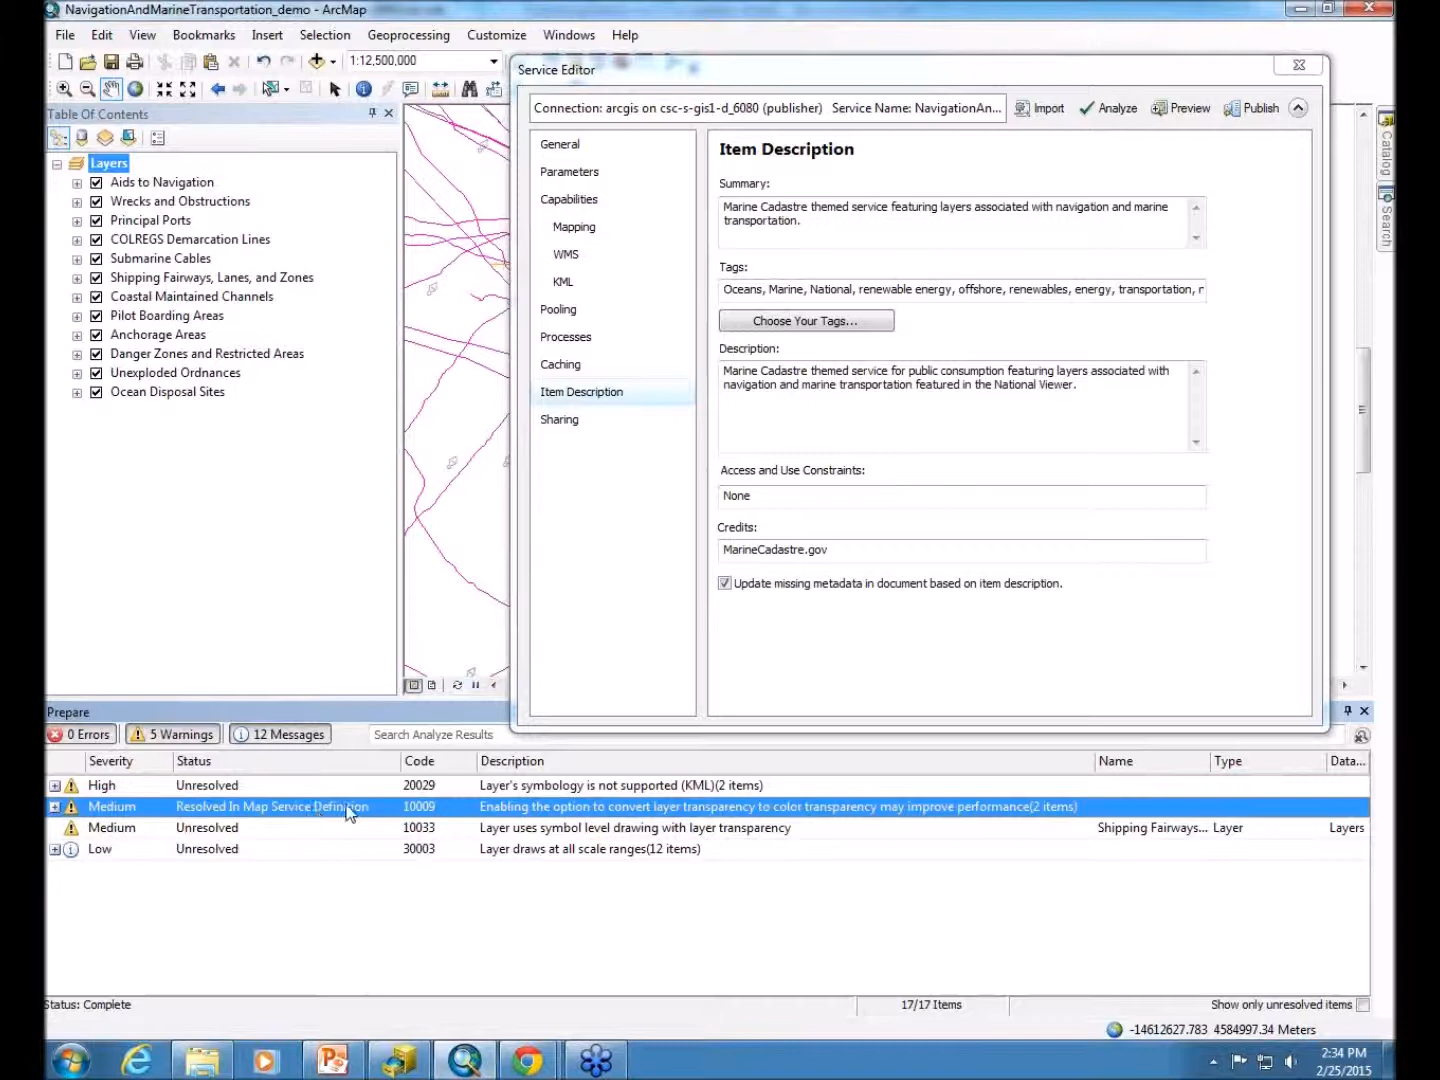 NavigationAndMarineTransportation_demo - ArcMap
File Edit View Bookmarks Insert Selection Geoprocessing Customize Windows Help
1:12,500,000
Table Of Contents
Layers
Aids to Navigation
Wrecks and Obstructions
Principal Ports
COLREGS Demarcation Lines
Submarine Cables
Shipping Fairways, Lanes, and Zones
Coastal Maintained Channels
Pilot Boarding Areas
Anchorage Areas
Danger Zones and Restricted Areas
Unexploded Ordnances
Ocean Disposal Sites
Service Editor
Connection: arcgis on csc-s-gis1-d_6080 (publisher) Service Name: NavigationAn...
Import Analyze Preview Publish
General
Parameters
Capabilities
Mapping
WMS
KML
Pooling
Processes
Caching
Item Description
Sharing
Item Description
Summary:
Marine Cadastre themed service featuring layers associated with navigation and marine
transportation.
Tags:
Oceans, Marine, National, renewable energy, offshore, renewables, energy, transportation, r
Choose Your Tags...
Description:
Marine Cadastre themed service for public consumption featuring layers associated with
navigation and marine transportation featured in the National Viewer.
Access and Use Constraints:
None
Credits:
MarineCadastre.gov
Update missing metadata in document based on item description.
Catalog
Search
Prepare
0 Errors 5 Warnings 12 Messages Search Analyze Results
Severity Status Code Description Name Type Data...
High Unresolved 20029 Layer's symbology is not supported (KML)(2 items)
Medium Resolved In Map Service Definition 10009 Enabling the option to convert layer transparency to color transparency may improve performance(2 items)
Medium Unresolved 10033 Layer uses symbol level drawing with layer transparency Shipping Fairways... Layer Layers
Low Unresolved 30003 Layer draws at all scale ranges(12 items)
Status: Complete 17/17 Items Show only unresolved items
-14612627.783 4584997.34 Meters
2:34 PM
2/25/2015